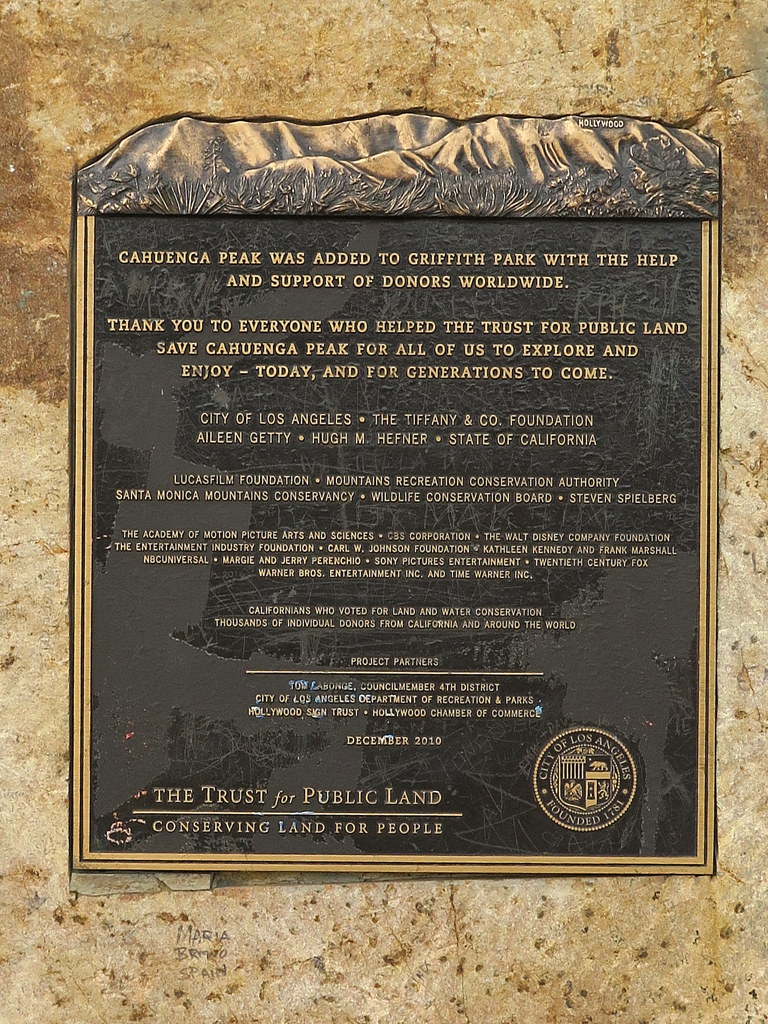 HOLLYWOOD
CAHUENGA PEAK WAS ADDED TO GRIFFITH PARK WITH THE HELP
AND SUPPORT OF DONORS WORLDWIDE.
THANK YOU TO EVERYONE WHO HELPED THE TRUST FOR PUBLIC LAND
SAVE CAHUENGA PEAK FOR ALL OF US TO EXPLORE AND
ENJOY – TODAY, AND FOR GENERATIONS TO COME.
CITY OF LOS ANGELES • THE TIFFANY & CO. FOUNDATION
AILEEN GETTY • HUGH M. HEFNER • STATE OF CALIFORNIA
LUCASFILM FOUNDATION • MOUNTAINS RECREATION CONSERVATION AUTHORITY
SANTA MONICA MOUNTAINS CONSERVANCY • WILDLIFE CONSERVATION BOARD • STEVEN SPIELBERG
THE ACADEMY OF MOTION PICTURE ARTS AND SCIENCES • CBS CORPORATION • THE WALT DISNEY COMPANY FOUNDATION
THE ENTERTAINMENT INDUSTRY FOUNDATION • CARL W. JOHNSON FOUNDATION • KATHLEEN KENNEDY AND FRANK MARSHALL
NBCUNIVERSAL • MARGIE AND JERRY PERENCHIO • SONY PICTURES ENTERTAINMENT • TWENTIETH CENTURY FOX
WARNER BROS. ENTERTAINMENT INC. AND TIME WARNER INC.
CALIFORNIANS WHO VOTED FOR LAND AND WATER CONSERVATION
THOUSANDS OF INDIVIDUAL DONORS FROM CALIFORNIA AND AROUND THE WORLD
PROJECT PARTNERS
TOM LABONGE, COUNCILMEMBER 4TH DISTRICT
CITY OF LOS ANGELES DEPARTMENT OF RECREATION & PARKS
HOLLYWOOD SIGN TRUST • HOLLYWOOD CHAMBER OF COMMERCE
DECEMBER 2010
CITY OF LOS ANGELES
FOUNDED 1781
THE TRUST for PUBLIC LAND
CONSERVING LAND FOR PEOPLE
MARIA
SPAIN